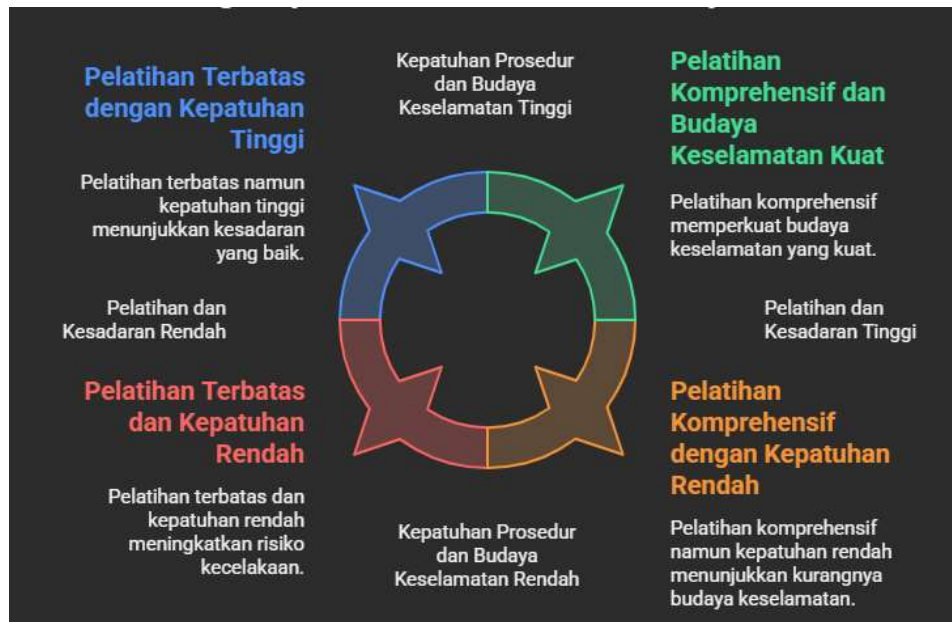 Kepatuhan Prosedur
dan Budaya
Keselamatan Tinggi
Pelatihan Terbatas
dengan Kepatuhan
Tinggi
Pelatihan terbatas namun
kepatuhan tinggi
menunjukkan kesadaran
yang baik.
Pelatihan
Komprehensif dan
Budaya
Keselamatan Kuat
Pelatihan komprehensif
memperkuat budaya
keselamatan yang kuat.
Pelatihan dan
Kesadaran Rendah
Pelatihan dan
Kesadaran Tinggi
Pelatihan Terbatas
dan Kepatuhan
Rendah
Pelatihan terbatas dan
kepatuhan rendah
meningkatkan risiko
kecelakaan.
Pelatihan
Komprehensif
dengan Kepatuhan
Rendah
Pelatihan komprehensif
namun kepatuhan rendah
menunjukkan kurangnya
budaya keselamatan.
Kepatuhan Prosedur
dan Budaya
Keselamatan Rendah